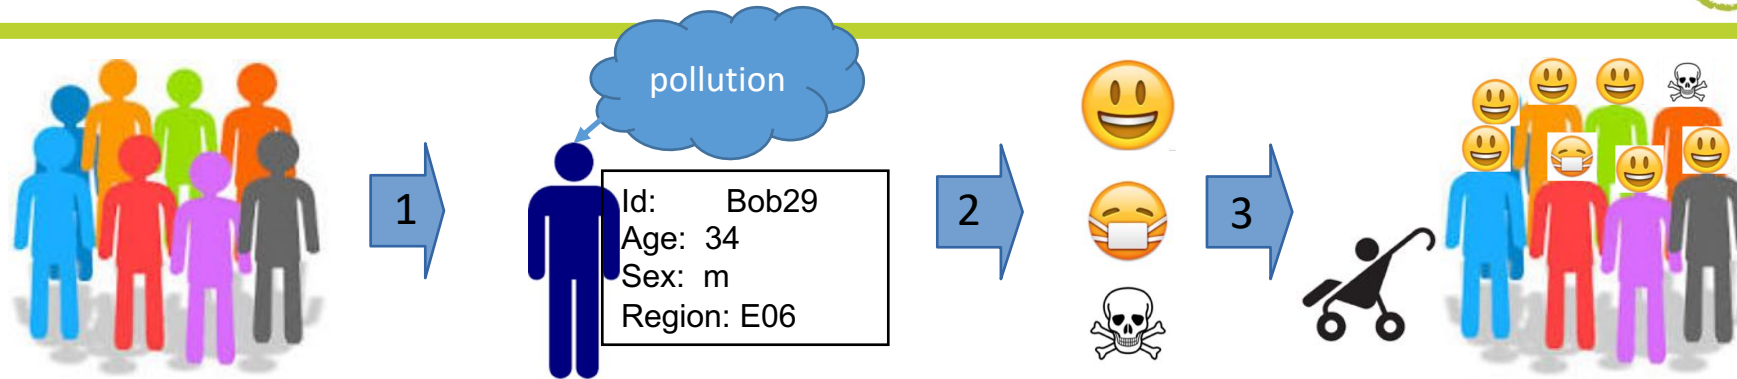 pollution
1
Id: Bob29
Age: 34
Sex: m
Region: E06
2
3